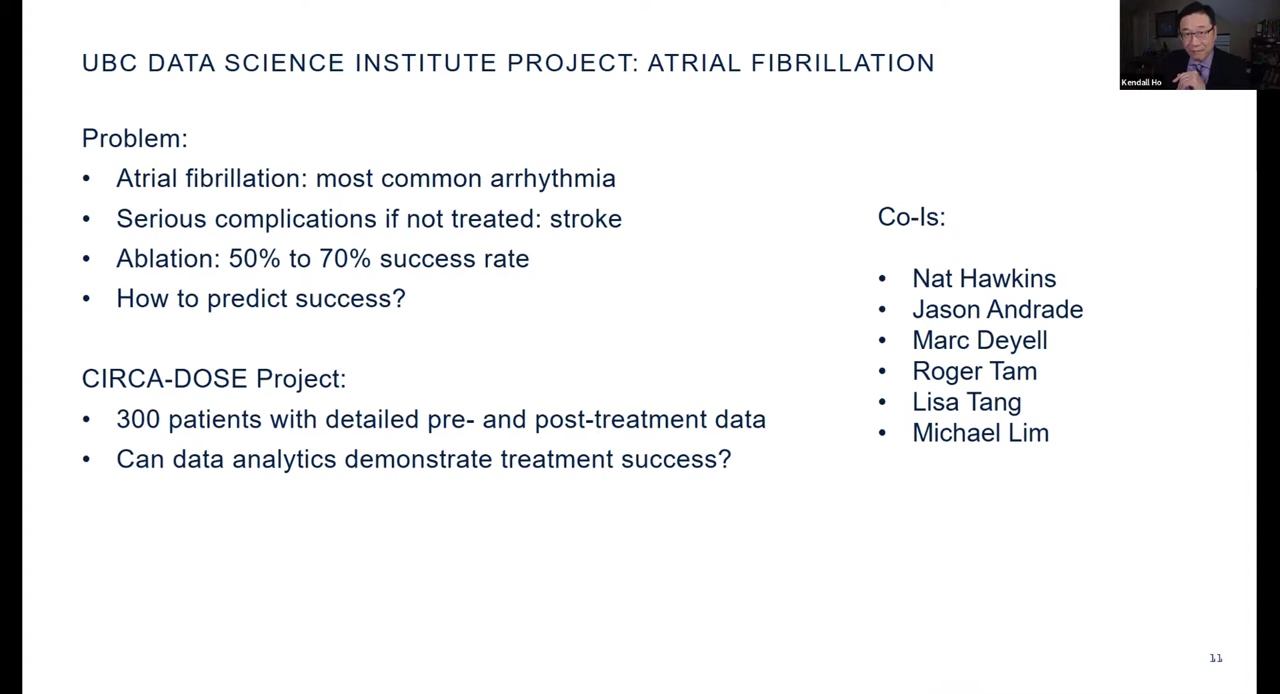 UBC DATA SCIENCE INSTITUTE PROJECT: ATRIAL FIBRILLATION
Kendall Ho
Problem:
• Atrial fibrillation: most common arrhythmia
• Serious complications if not treated: stroke
• Ablation: 50% to 70% success rate
• How to predict success?
CIRCA-DOSE Project:
• 300 patients with detailed pre- and post-treatment data
• Can data analytics demonstrate treatment success?
Co-Is:
• Nat Hawkins
• Jason Andrade
• Marc Deyell
• Roger Tam
• Lisa Tang
• Michael Lim
11